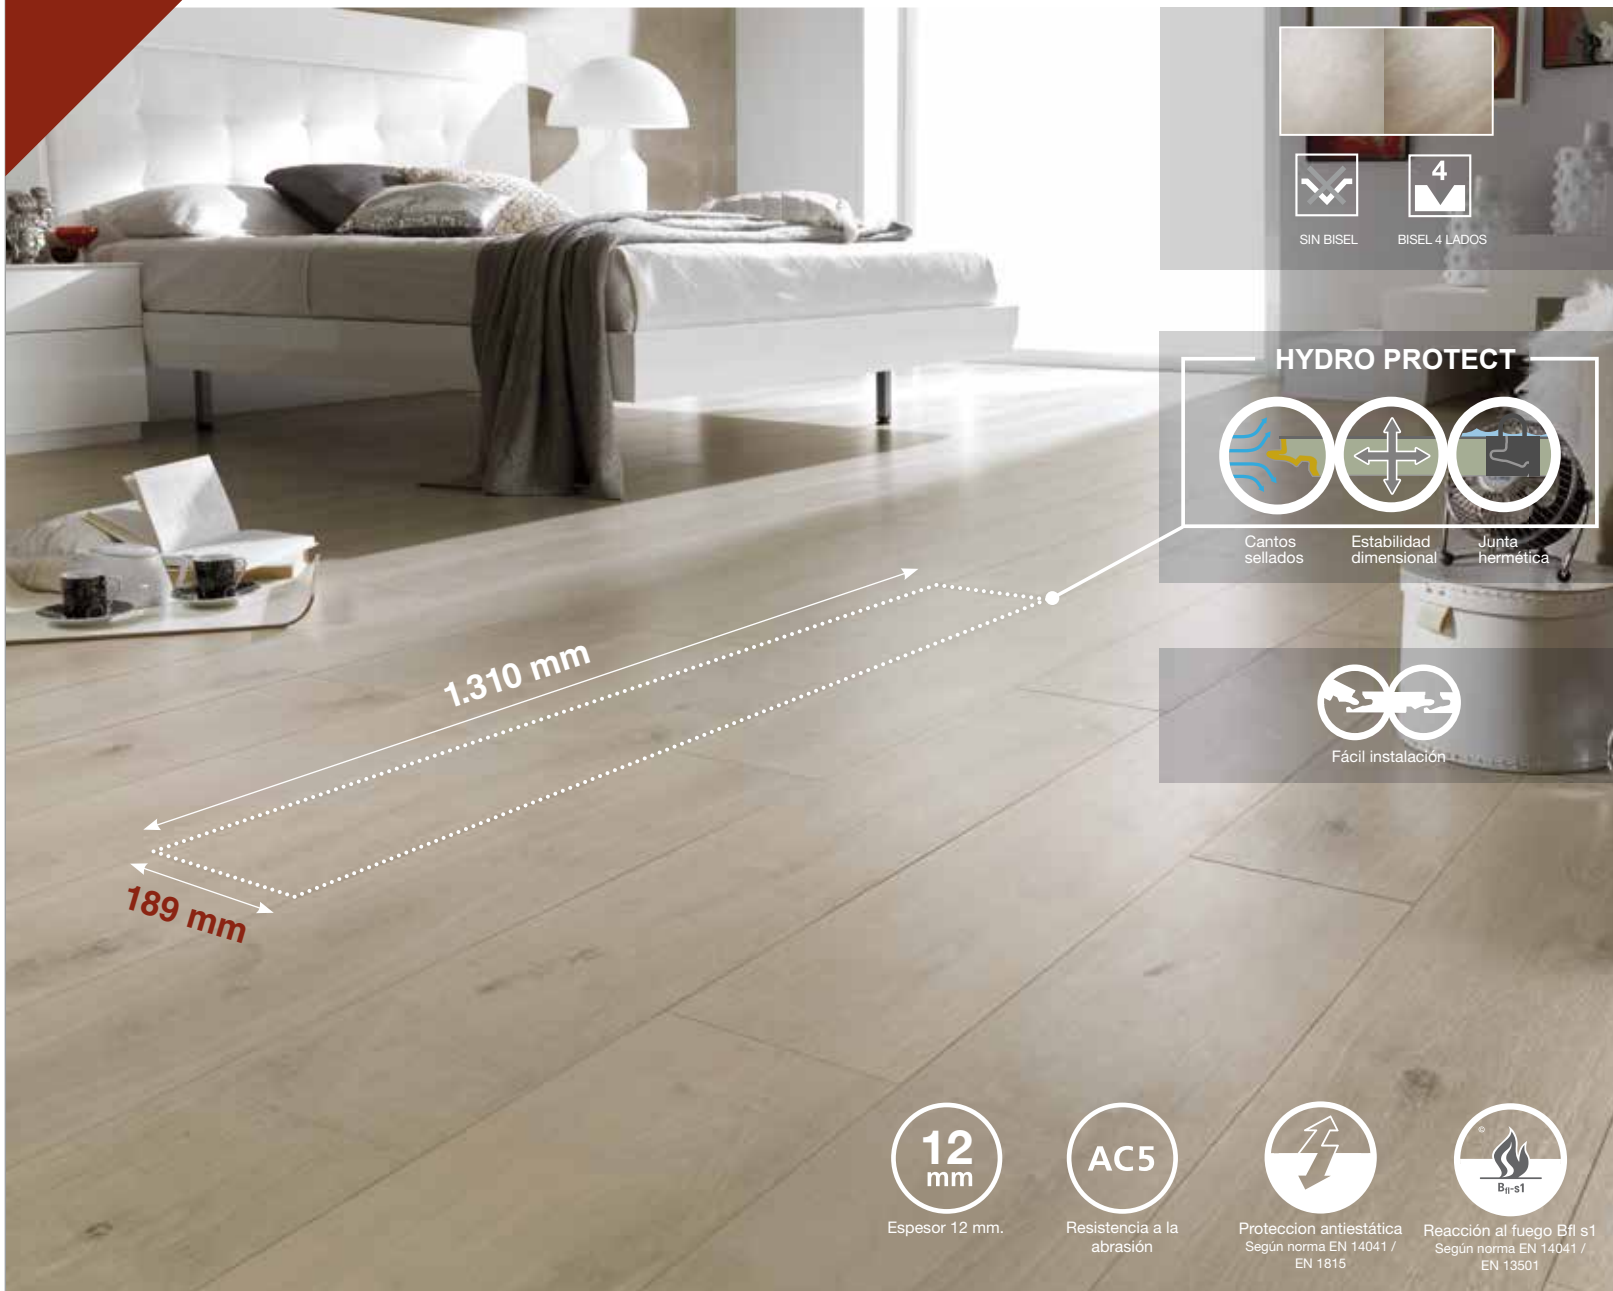 4
SIN BISEL
BISEL 4 LADOS
HYDRO PROTECT
Cantos
sellados
Estabilidad
dimensional
Junta
hermética
1.310 mm
189 mm
Fácil instalación
12
mm
Espesor 12 mm.
AC5
Resistencia a la
abrasión
Proteccion antiestática
Según norma EN 14041 /
EN 1815
©
Bfl-s1
Reacción al fuego Bfl s1
Según norma EN 14041 /
EN 13501